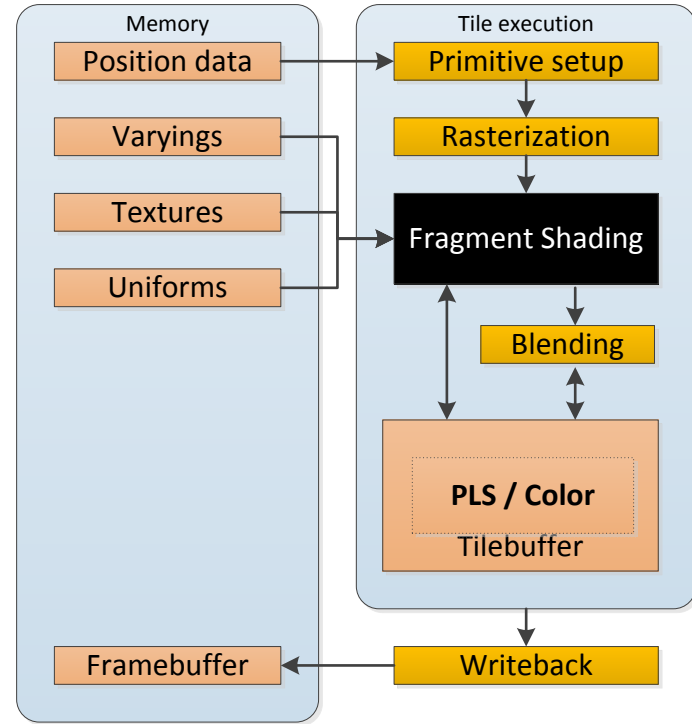 Memory
Position data
Varyings
Textures
Uniforms
Framebuffer
Tile execution
Primitive setup
Rasterization
Fragment Shading
Blending
PLS / Color
Tilebuffer
Writeback